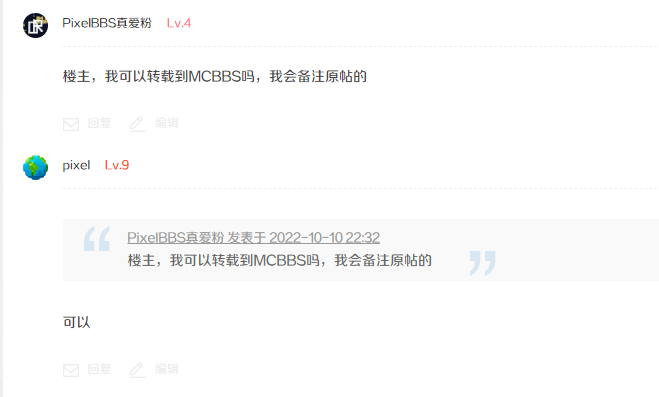 PixelBBS真爱粉 Lv.4
楼主，我可以转载到MCBBS吗，我会备注原帖的
回复 编辑
pixel Lv.9
PixelBBS真爱粉 发表于 2022-10-10 22:32
楼主，我可以转载到MCBBS吗，我会备注原帖的
可以
回复 编辑